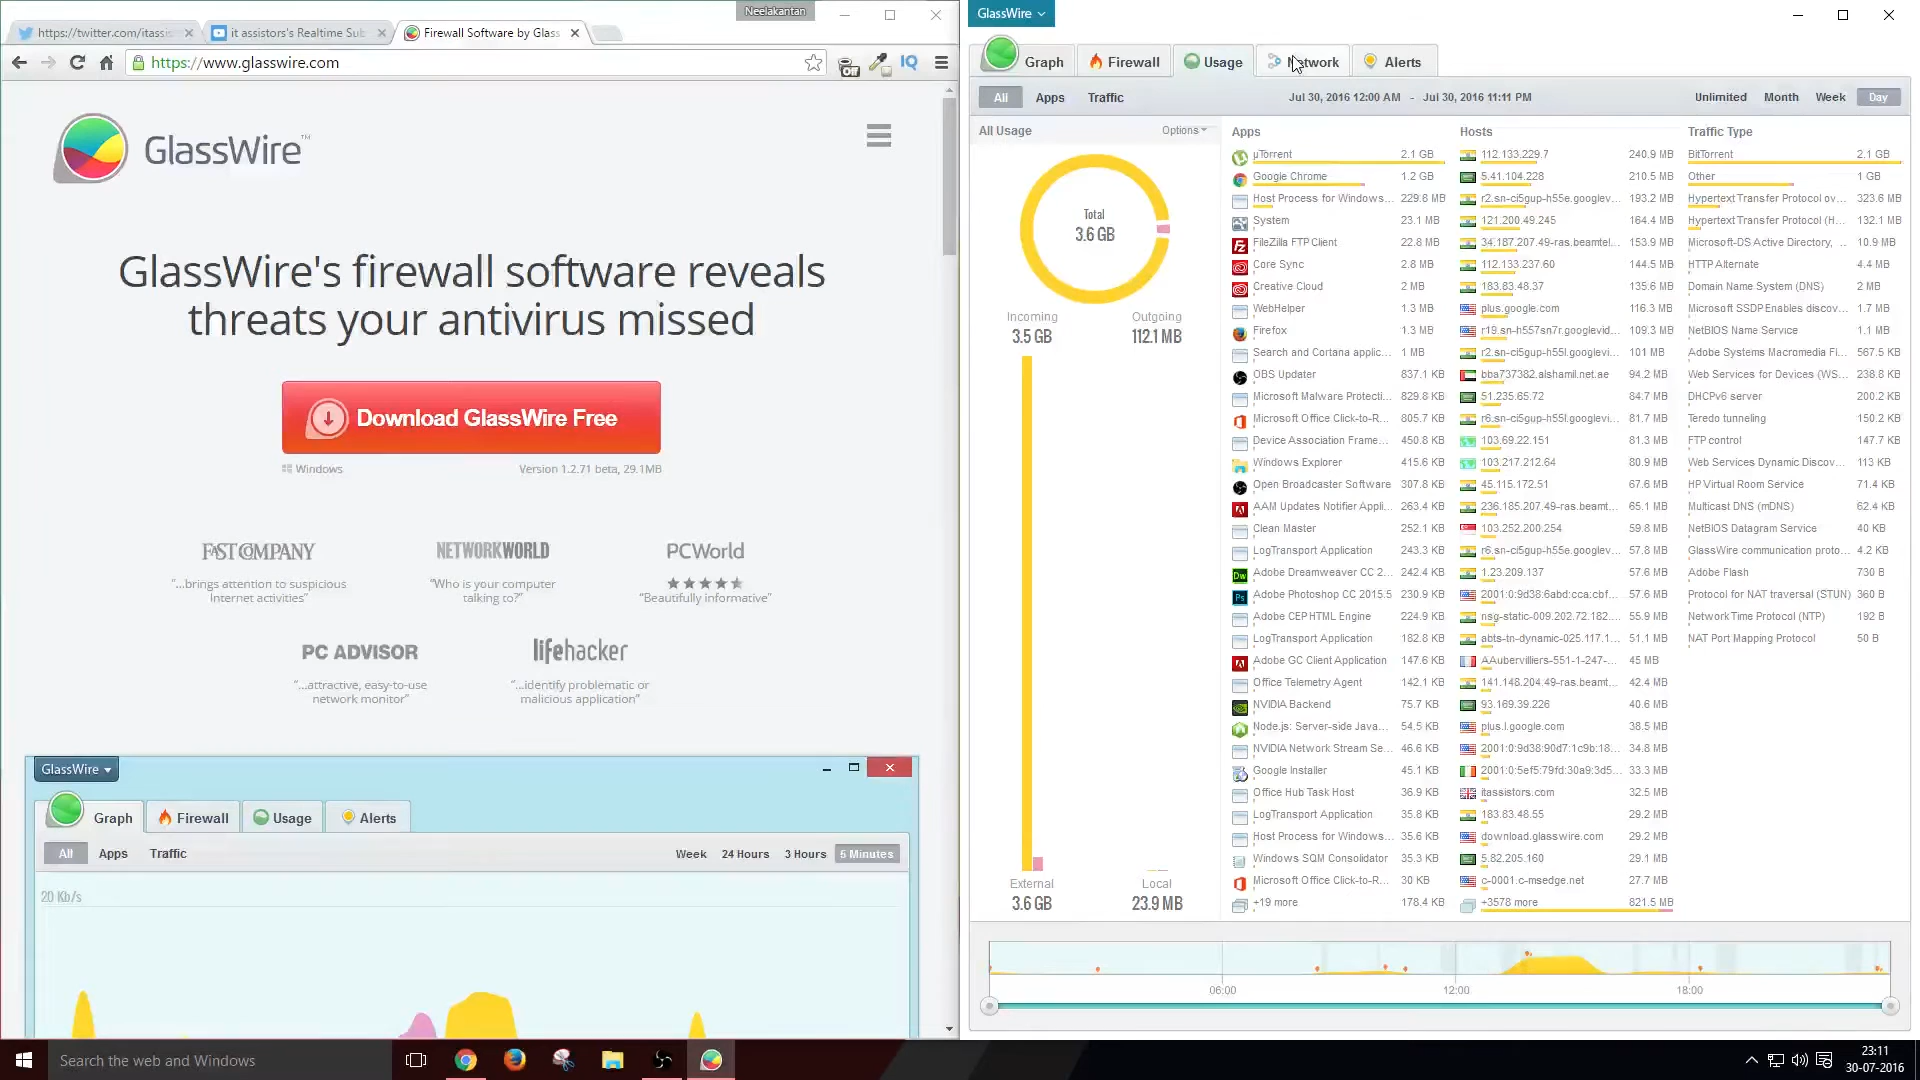 Neelakantan
https://twitter.com/itassis
it assistors's Realtime Sub
Firewall Software by Glass
https://www.glasswire.com
Off
IQ
GlassWire™
GlassWire's firewall software reveals
threats your antivirus missed
Download GlassWire Free
Windows
Version 1.2.71 beta, 29.1MB
FAST COMPANY
NETWORKWORLD
PCWorld
"...brings attention to suspicious
Internet activities"
"Who is your computer
talking to?"
"Beautifully informative"
PC ADVISOR
lifehacker
"...attractive, easy-to-use
network monitor"
"...identify problematic or
malicious application"
GlassWire
Graph
Firewall
Usage
Alerts
All
Apps
Traffic
Week
24 Hours
3 Hours
5 Minutes
20 Kb/s
GlassWire
Graph
Firewall
Usage
Network
Alerts
All
Apps
Traffic
Jul 30, 2016 12:00 AM - Jul 30, 2016 11:11 PM
Unlimited
Month
Week
Day
All Usage
Options
Total
3.6 GB
Incoming
3.5 GB
Outgoing
112.1 MB
External
3.6 GB
Local
23.9 MB
Apps
µTorrent 2.1 GB
Google Chrome 1.2 GB
Host Process for Windows... 229.6 MB
System 23.1 MB
FileZilla FTP Client 22.8 MB
Core Sync 2.8 MB
Creative Cloud 2 MB
WebHelper 1.3 MB
Firefox 1.3 MB
Search and Cortana applic... 1 MB
OBS Updater 837.1 KB
Microsoft Malware Protecti... 829.8 KB
Microsoft Office Click-to-R... 805.7 KB
Device Association Frame... 450.8 KB
Windows Explorer 415.6 KB
Open Broadcaster Software 307.8 KB
AAM Updates Notifier Appli... 263.4 KB
Clean Master 252.1 KB
LogTransport Application 243.3 KB
Adobe Dreamweaver CC 2... 242.4 KB
Adobe Photoshop CC 2015.5 230.9 KB
Adobe CEP HTML Engine 224.9 KB
LogTransport Application 182.8 KB
Adobe GC Client Application 147.6 KB
Office Telemetry Agent 142.1 KB
NVIDIA Backend 75.7 KB
Node.js: Server-side Java... 54.5 KB
NVIDIA Network Stream Se... 46.6 KB
Google Installer 45.1 KB
Office Hub Task Host 36.9 KB
LogTransport Application 35.8 KB
Host Process for Windows... 35.6 KB
Windows SQM Consolidator 35.3 KB
Microsoft Office Click-to-R... 30 KB
+19 more 178.4 KB
Hosts
112.133.229.7 240.9 MB
5.41.104.228 210.5 MB
r2.sn-ci5gup-h55e.googlev... 193.2 MB
121.200.49.245 164.4 MB
34.187.207.49-ras.beamtel... 153.9 MB
112.133.237.60 144.5 MB
183.83.48.37 135.6 MB
plus.google.com 116.3 MB
r19.sn-h557sn7r.googlevid... 109.3 MB
r2.sn-ci5gup-h55l.googlevi... 101 MB
bba737382.alshamil.net.ae 94.2 MB
51.235.65.72 84.7 MB
r6.sn-ci5gup-h55l.googlevi... 81.7 MB
103.69.22.151 81.3 MB
103.217.212.64 80.9 MB
45.115.172.51 67.6 MB
236.185.207.49-ras.beamt... 65.1 MB
103.252.200.254 59.8 MB
r6.sn-ci5gup-h55e.googlev... 57.8 MB
1.23.209.137 57.6 MB
2001:0:9d38:6abd:cca:cbf... 57.6 MB
nsg-static-009.202.72.182.... 55.9 MB
abts-tn-dynamic-025.117.1... 51.1 MB
AAubervilliers-551-1-247-... 45 MB
141.148.204.49-ras.beamt... 42.4 MB
93.169.39.226 40.6 MB
plus.l.google.com 38.5 MB
2001:0:9d38:90d7:1c9b:18... 34.8 MB
2001:0:5ef5:79fd:30a9:3d5... 33.3 MB
itassistors.com 32.5 MB
183.83.48.55 29.2 MB
download.glasswire.com 29.2 MB
5.82.205.160 29.1 MB
c-0001.c-msedge.net 27.7 MB
+3578 more 821.5 MB
Traffic Type
BitTorrent 2.1 GB
Other 1 GB
Hypertext Transfer Protocol ov... 323.6 MB
Hypertext Transfer Protocol (H... 132.1 MB
Microsoft-DS Active Directory, ... 10.9 MB
HTTP Alternate 4.4 MB
Domain Name System (DNS) 2 MB
Microsoft SSDP Enables discov... 1.7 MB
NetBIOS Name Service 1.1 MB
Adobe Systems Macromedia Fi... 567.5 KB
Web Services for Devices (WS... 238.8 KB
DHCPv6 server 200.2 KB
Teredo tunneling 150.2 KB
FTP control 147.7 KB
Web Services Dynamic Discov... 113 KB
HP Virtual Room Service 71.4 KB
Multicast DNS (mDNS) 62.4 KB
NetBIOS Datagram Service 40 KB
GlassWire communication proto... 4.2 KB
Adobe Flash 730 B
Protocol for NAT traversal (STUN) 360 B
Network Time Protocol (NTP) 192 B
NAT Port Mapping Protocol 50 B
06:00
12:00
18:00
Search the web and Windows
23:11
30-07-2016